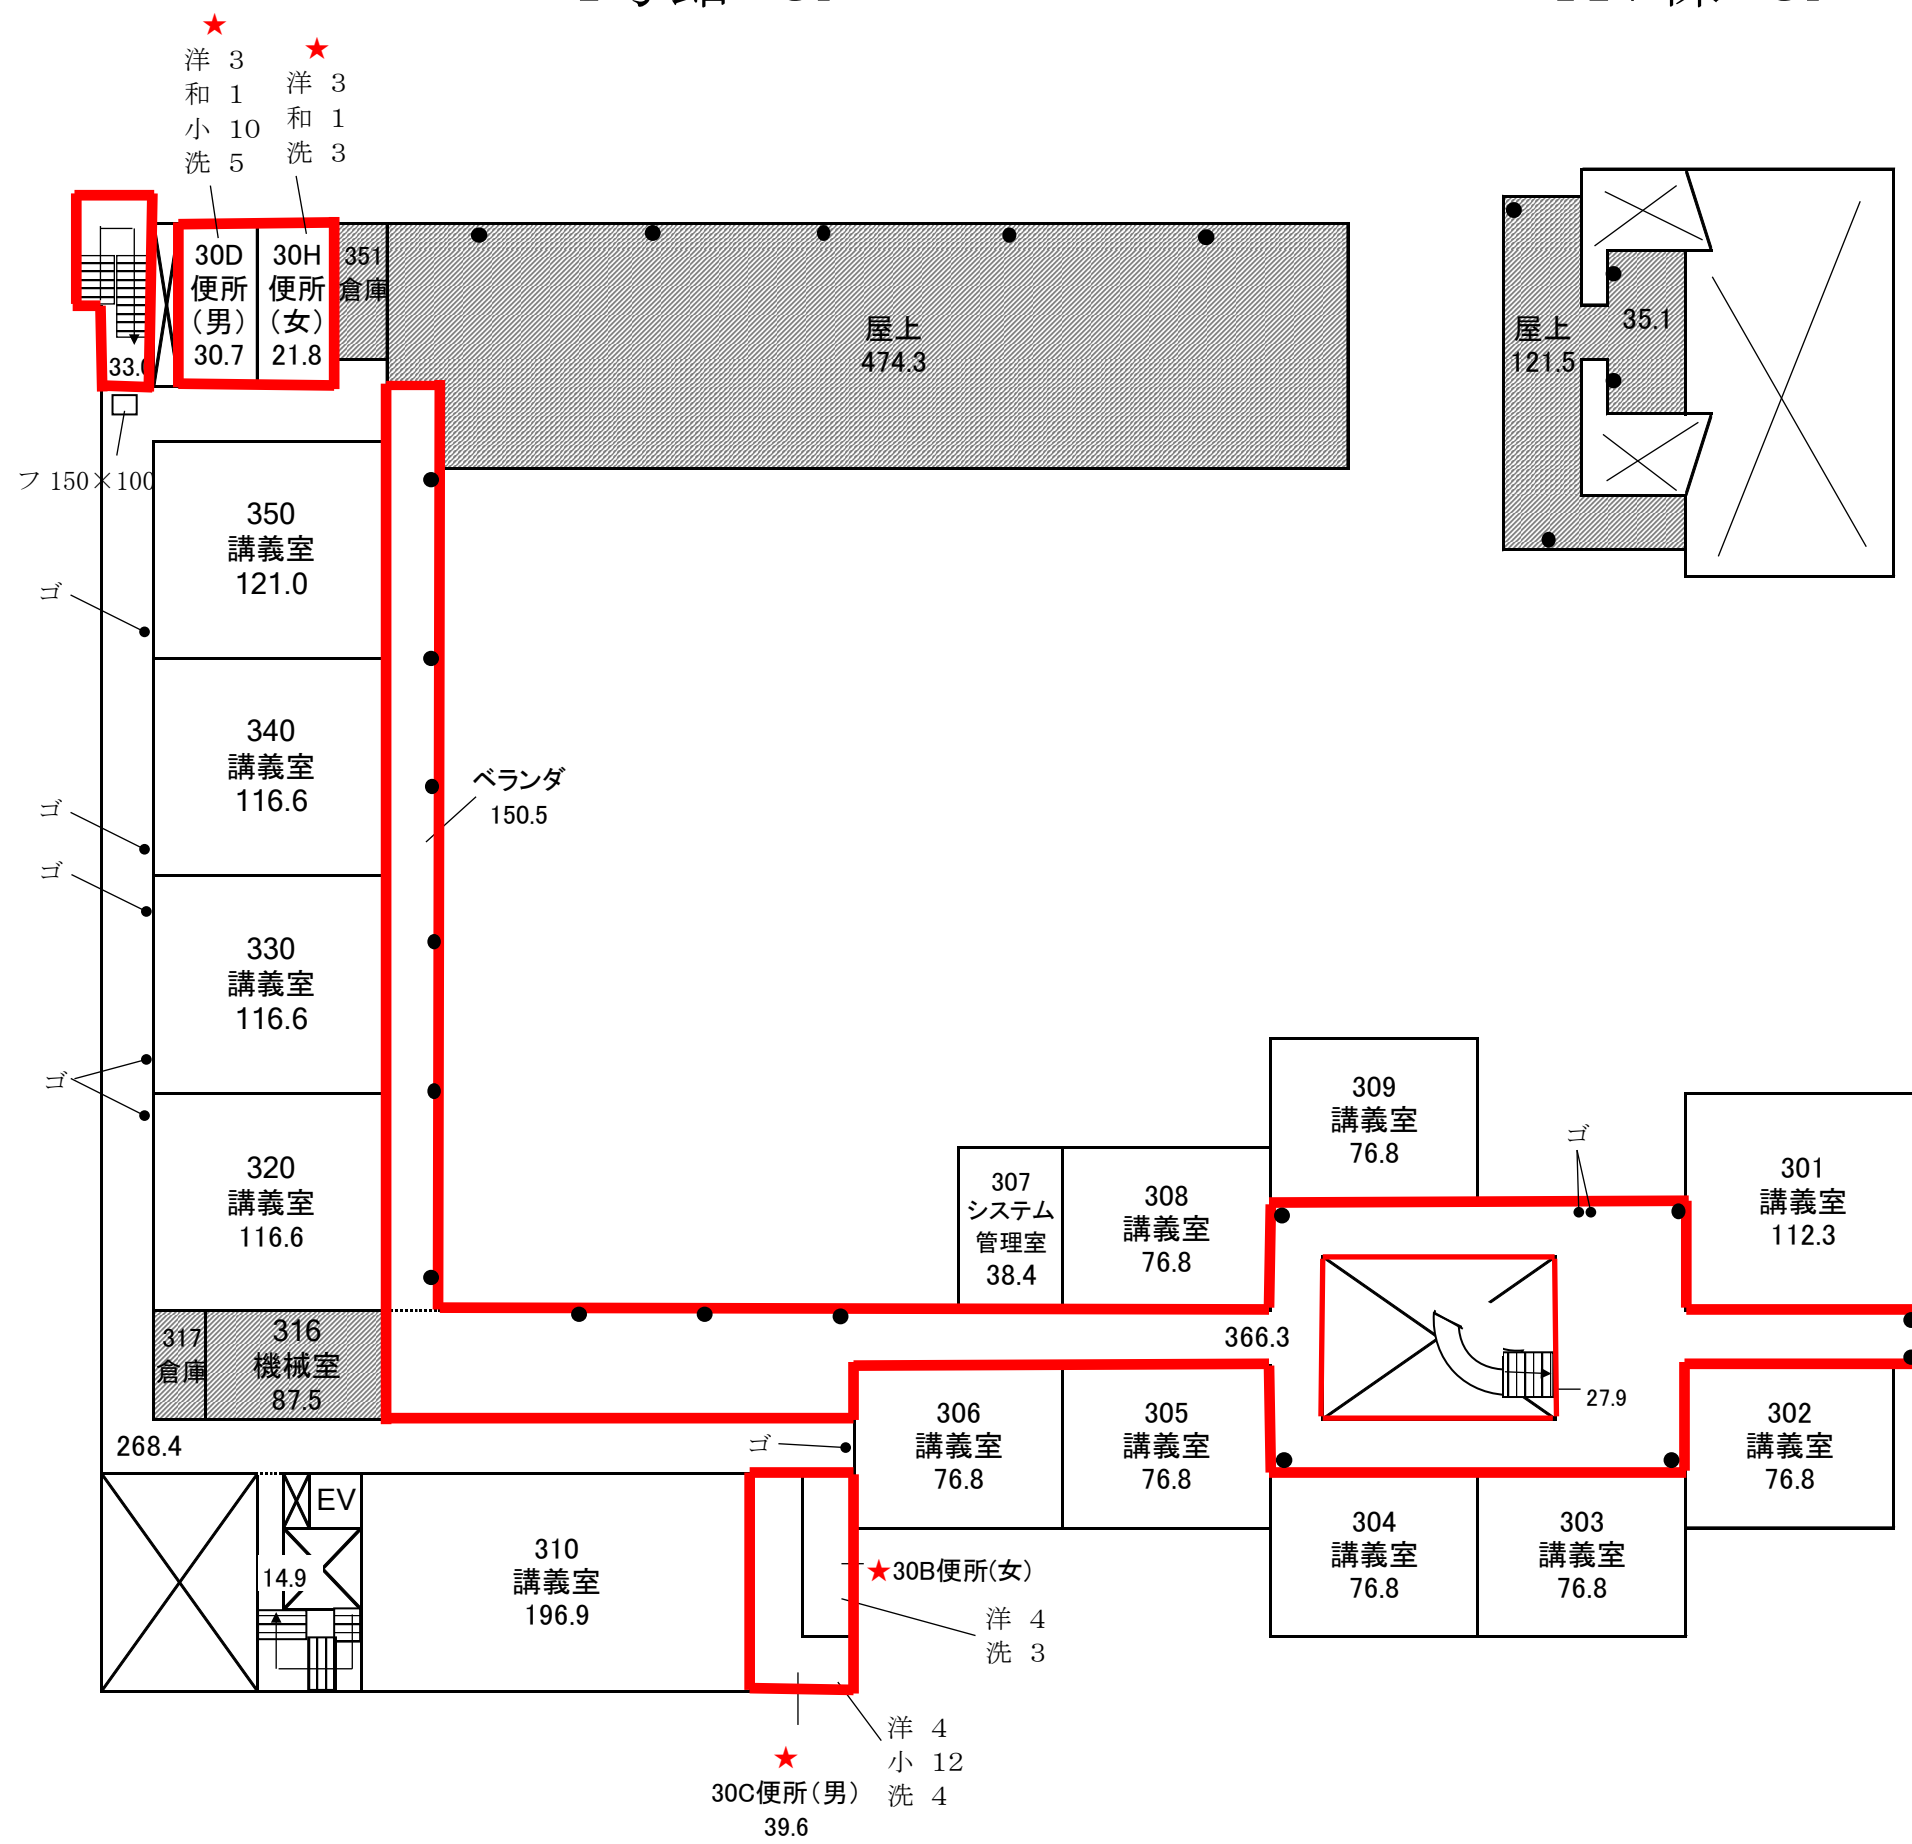 ★
洋 3
和 1
小 10
洗 5
★
洋 3
和 1
洗 3
30D
便所
(男)
30.7
30H
便所
(女)
21.8
351
倉庫
屋上
474.3
屋上
121.5
35.1
フ 150×100
350
講義室
121.0
ゴ
340
講義室
116.6
ゴ
ベランダ
150.5
ゴ
330
講義室
116.6
ゴ
320
講義室
116.6
309
講義室
76.8
ゴ
301
講義室
112.3
307
システム
管理室
38.4
308
講義室
76.8
317
倉庫
316
機械室
87.5
366.3
27.9
268.4
ゴ
306
講義室
76.8
305
講義室
76.8
302
講義室
76.8
EV
14.9
310
講義室
196.9
★30B便所(女)
洋 4
洗 3
304
講義室
76.8
303
講義室
76.8
★
30C便所(男)
39.6
洋 4
小 12
洗 4